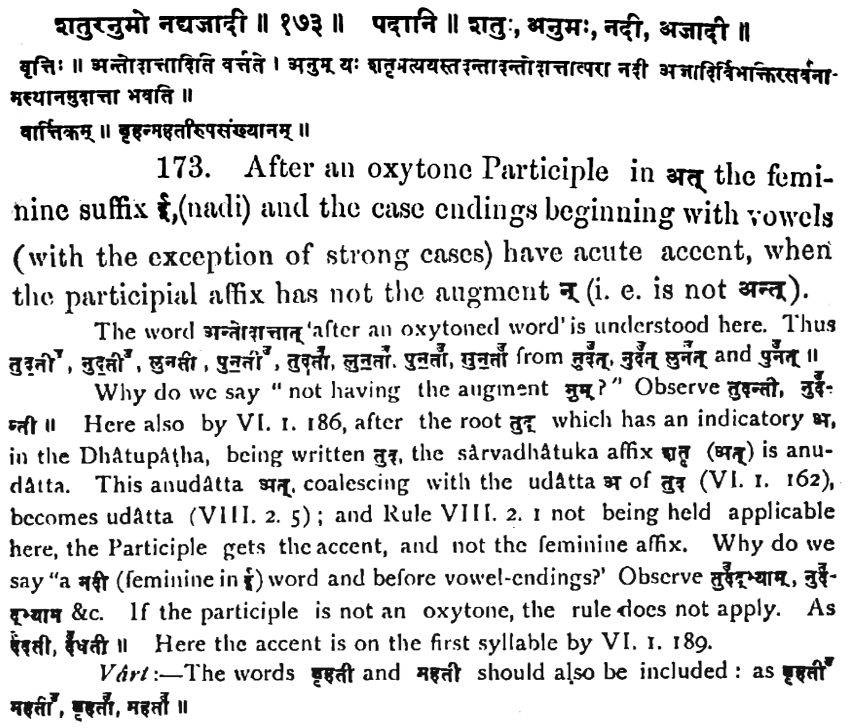 शतुरनुमो नद्यजादी ॥ १७३ ॥ पदानि ॥ शतुः, अनुमः, नदी, अजादी ॥
वृत्तिः ॥ अन्तोदात्तादिति वर्त्तते । अनुम् यः शतृप्रत्ययस्तदन्तादन्तोदात्तात्परा नदी अजादिर्विभक्तिरसर्वना-
मस्थानमुदात्ता भवति ॥
वार्त्तिकम् ॥ बृहन्महतोरुपसंख्यानम् ॥
173. After an oxytone Participle in अत् the femi-
nine suffix ई,(nadi) and the case endings beginning with vowels
(with the exception of strong cases) have acute accent, when
the participial affix has not the augment न् (i. e. is not अन्त्).
The word अन्तोदात्तात् 'after an oxytoned word' is understood here. Thus
तुदती॑, नुदती॑, लुनती, पुनती॑, तुदता॑, लुनता॑, पुनता॑, from तुद॑त्, नुद॑त् लुन॑त् and पुन॑त् ॥
Why do we say "not having the augment नुम्?" Observe तुदन्ती, नुद॑-
न्ती ॥ Here also by VI. 1. 186, after the root तुद् which has an indicatory अ,
in the Dhâtupâṭha, being written तुद, the sârvadhâtuka affix शतृ (अत्) is anu-
dâtta. This anudâtta अत्, coalescing with the udâtta अ of तुद (VI. 1. 162),
becomes udâtta (VIII. 2. 5); and Rule VIII. 2. 1 not being held applicable
here, the Participle gets the accent, and not the feminine affix. Why do we
say "a नदी (feminine in ई) word and before vowel-endings?' Observe तुद॑द्भ्याम्, नुद॑-
द्भ्याम &c. If the participle is not an oxytone, the rule does not apply. As
द॑दती, द॑धती ॥ Here the accent is on the first syllable by VI. 1. 189.
Vârt:—The words बृहती and महती should also be included: as बृहती॑
महती॑, बृहता॑, महता॑ ॥